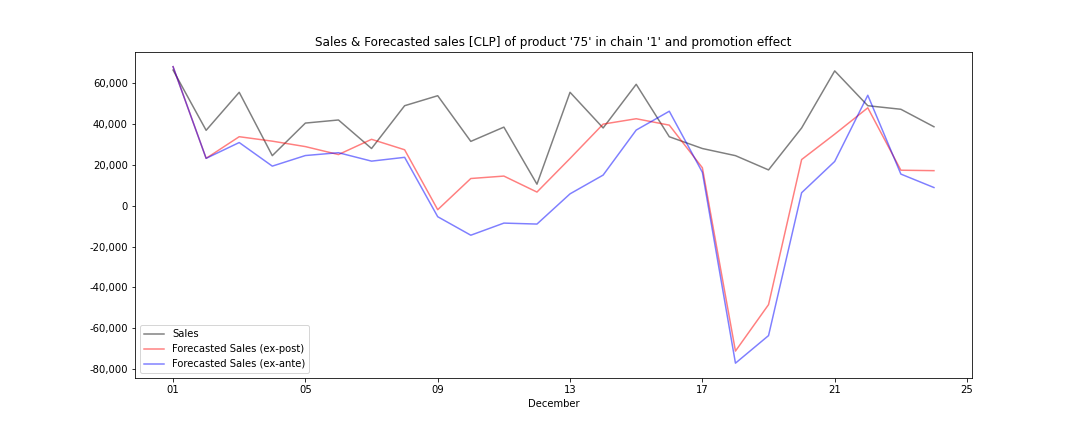 Sales & Forecasted sales [CLP] of product '75' in chain '1' and promotion effect
60,000
40,000
20,000
0
-20,000
-40,000
-60,000
-80,000
Sales
Forecasted Sales (ex-post)
Forecasted Sales (ex-ante)
01 05 09 13 17 21 25
December